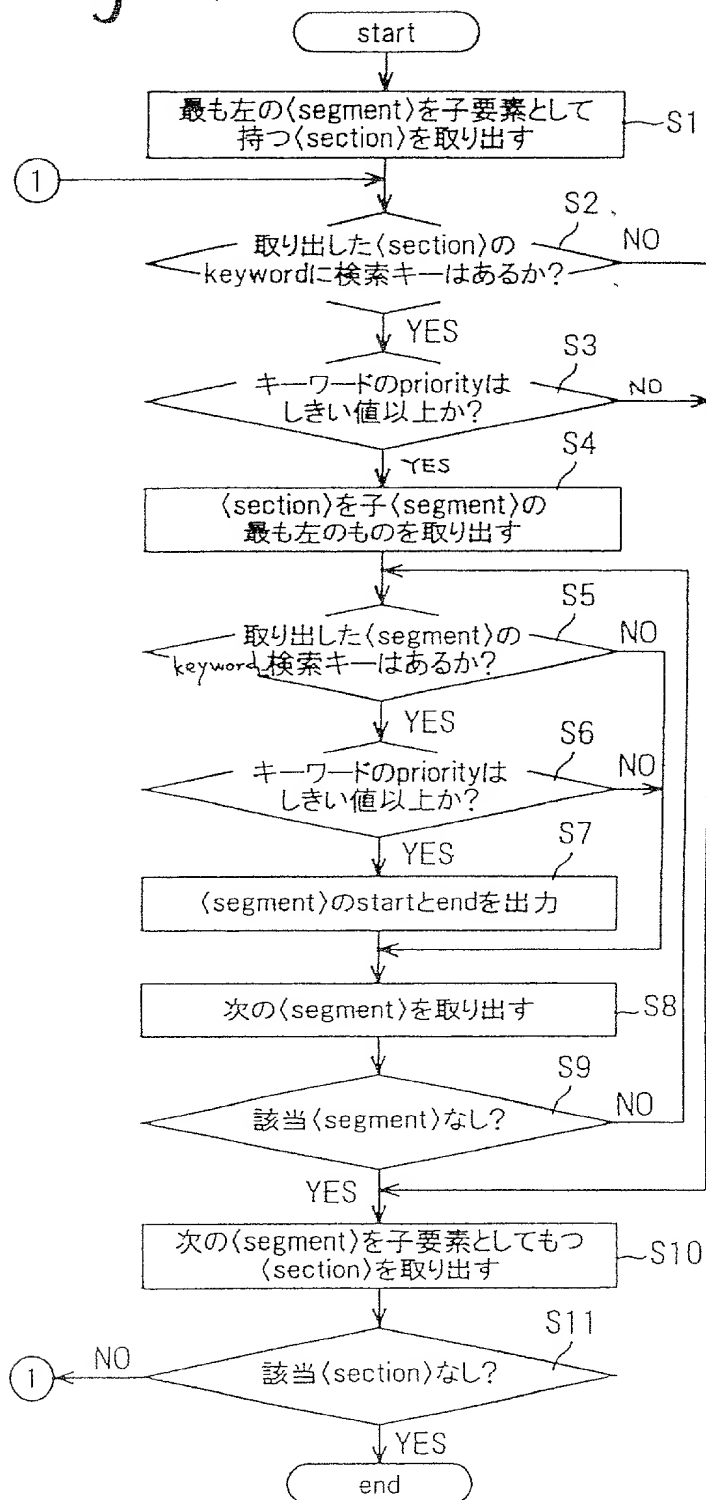 start
最も左の〈segment〉を子要素として
持つ〈section〉を取り出す
S1
1
S2
取り出した〈section〉の
keywordに検索キーはあるか?
NO
YES
S3
キーワードのpriorityは
しきい値以上か?
NO
YES
S4
〈section〉を子〈segment〉の
最も左のものを取り出す
S5
取り出した〈segment〉の
keywordに検索キーはあるか?
NO
YES
S6
キーワードのpriorityは
しきい値以上か?
NO
YES
S7
〈segment〉のstartとendを出力
次の〈segment〉を取り出す
S8
S9
該当〈segment〉なし?
NO
YES
次の〈segment〉を子要素としてもつ
〈section〉を取り出す
S10
S11
NO
該当〈section〉なし?
1
YES
end